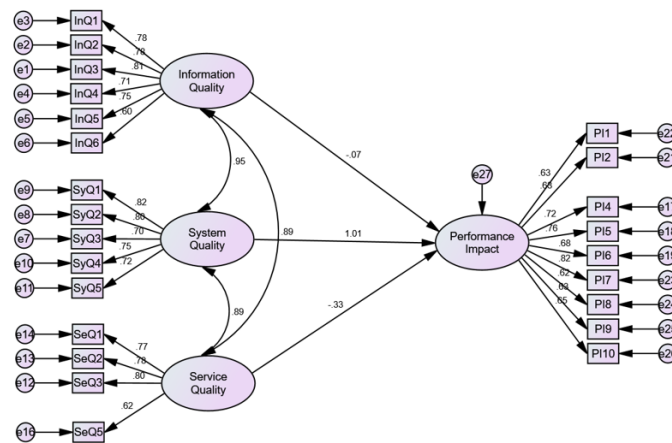 e3 InQ1
e2 InQ2
e1 InQ3
e4 InQ4
e5 InQ5
e6 InQ6
.78
.78
.81
.71
.75
.60
Information
Quality
e9 SyQ1
e8 SyQ2
e7 SyQ3
e10 SyQ4
e11 SyQ5
.82
.80
.70
.75
.72
System
Quality
e14 SeQ1
e13 SeQ2
e12 SeQ3
e16 SeQ5
.77
.78
.80
.62
Service
Quality
.95
.89
.89
-.07
1.01
-.33
e27
Performance
Impact
.63
.63
.72
.76
.68
.82
.62
.63
.65
PI1
PI2
PI4
PI5
PI6
PI7
PI8
PI9
PI10